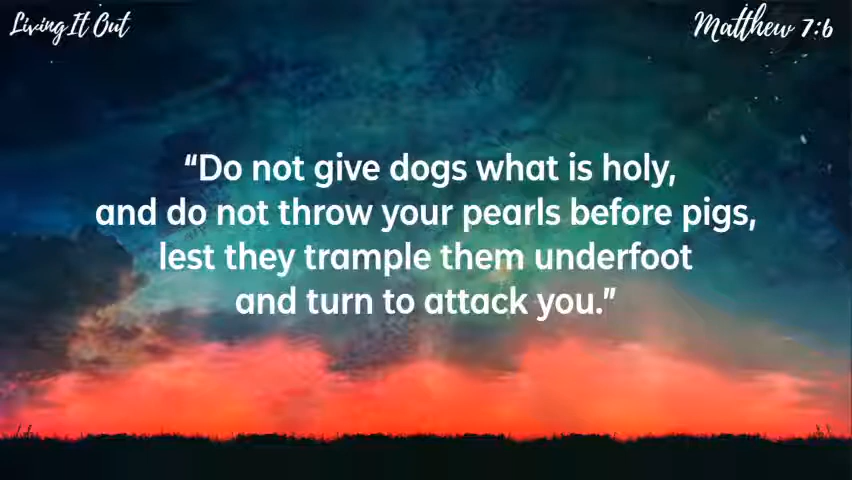 Living It Out
Matthew 7:6
“Do not give dogs what is holy,
and do not throw your pearls before pigs,
lest they trample them underfoot
and turn to attack you.”